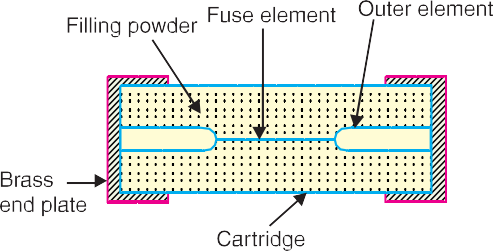 Fuse element
Outer element
Filling powder
Brass
end plate
Cartridge